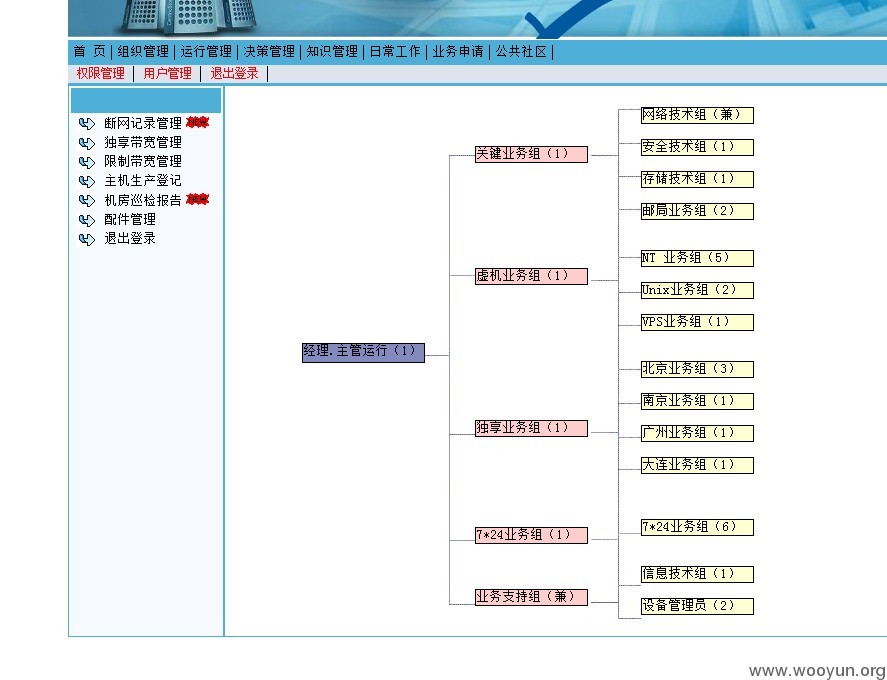 首 页 | 组织管理 | 运行管理 | 决策管理 | 知识管理 | 日常工作 | 业务申请 | 公共社区 |
权限管理 | 用户管理 | 退出登录 |
断网记录管理
独享带宽管理
限制带宽管理
主机生产登记
机房巡检报告
配件管理
退出登录
经理.主管运行（1）
关键业务组（1）
虚机业务组（1）
独享业务组（1）
7*24业务组（1）
业务支持组（兼）
网络技术组（兼）
安全技术组（1）
存储技术组（1）
邮局业务组（2）
NT 业务组（5）
Unix业务组（2）
VPS业务组（1）
北京业务组（3）
南京业务组（1）
广州业务组（1）
大连业务组（1）
7*24业务组（6）
信息技术组（1）
设备管理员（2）
www.wooyun.org